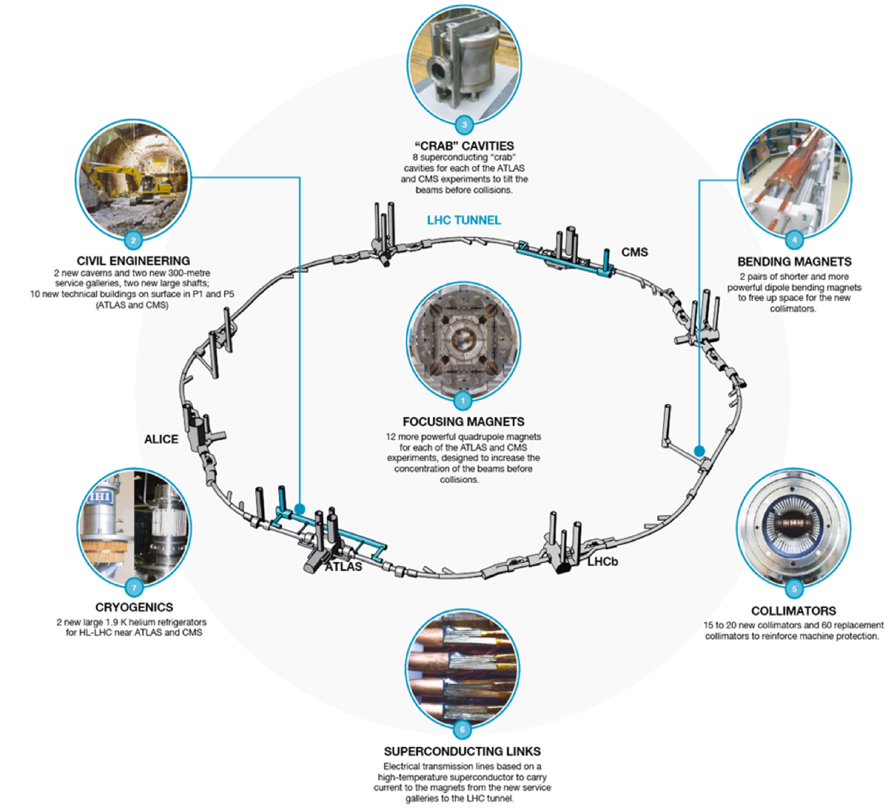 3
"CRAB" CAVITIES
8 superconducting "crab"
cavities for each of the ATLAS
and CMS experiments to tilt the
beams before collisions.
2
CIVIL ENGINEERING
2 new caverns and two new 300-metre
service galleries, two new large shafts;
10 new technical buildings on surface in P1 and P5
(ATLAS and CMS)
LHC TUNNEL
CMS
4
BENDING MAGNETS
2 pairs of shorter and more
powerful dipole bending magnets
to free up space for the new
collimators.
1
FOCUSING MAGNETS
12 more powerful quadrupole magnets
for each of the ATLAS and CMS
experiments, designed to increase the
concentration of the beams before
collisions.
ALICE
ATLAS
LHCb
IHI
7
CRYOGENICS
2 new large 1.9 K helium refrigerators
for HL-LHC near ATLAS and CMS
5
COLLIMATORS
15 to 20 new collimators and 60 replacement
collimators to reinforce machine protection.
6
SUPERCONDUCTING LINKS
Electrical transmission lines based on a
high-temperature superconductor to carry
current to the magnets from the new service
galleries to the LHC tunnel.